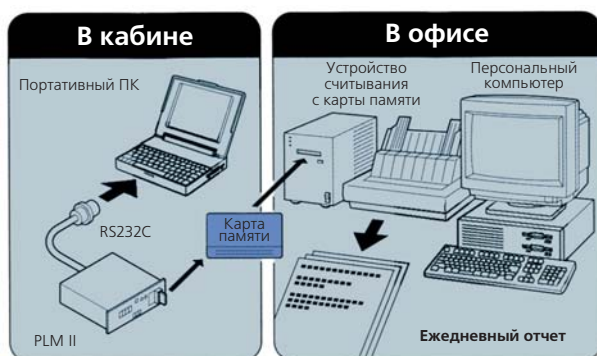 В кабине
Портативный ПК
RS232C
PLM II
Карта
памяти
В офисе
Устройство
считывания
с карты памяти
Персональный
компьютер
Ежедневный отчет